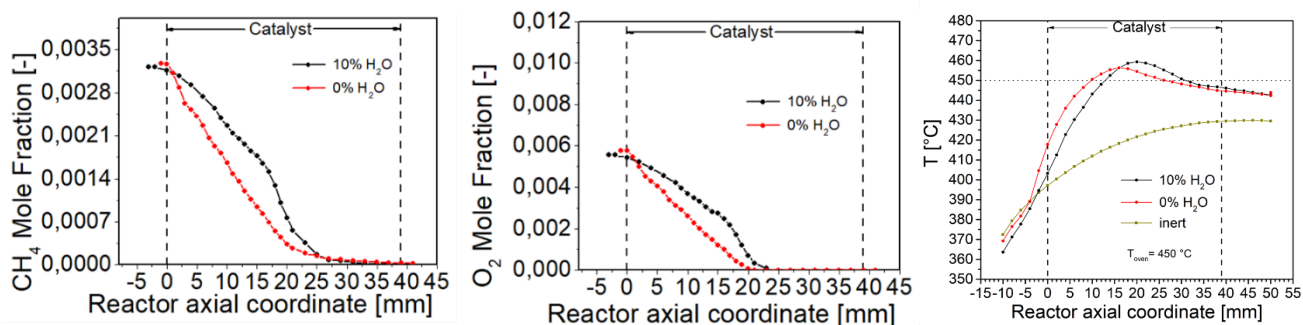 CH4 Mole Fraction [-]
0,0035
0,0028
0,0021
0,0014
0,0007
0,0000
Catalyst
10% H2O
0% H2O
-5 0 5 10 15 20 25 30 35 40 45
Reactor axial coordinate [mm]
O2 Mole Fraction [-]
0,012
0,010
0,008
0,006
0,004
0,002
0,000
Catalyst
10% H2O
0% H2O
-5 0 5 10 15 20 25 30 35 40 45
Reactor axial coordinate [mm]
T [°C]
480
470
460
450
440
430
420
410
400
390
380
370
360
350
Catalyst
10% H2O
0% H2O
inert
Toven= 450 °C
-15 -10 -5 0 5 10 15 20 25 30 35 40 45 50 55
Reactor axial coordinate [mm]